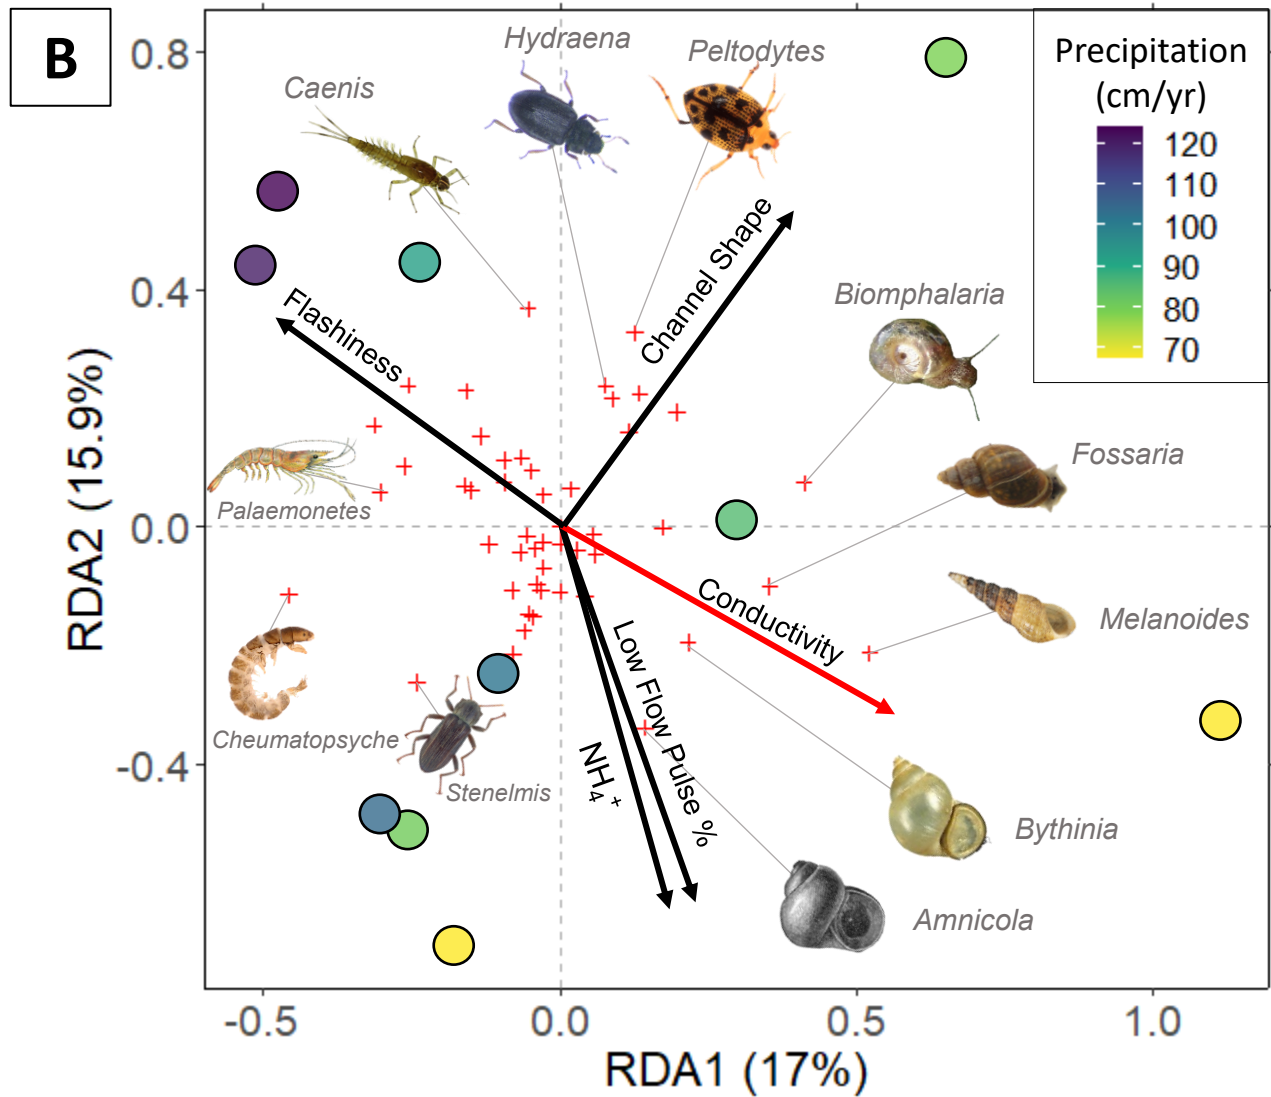 B
Hydraena
Peltodytes
Caenis
Precipitation
(cm/yr)
120
110
100
90
80
70
0.8
0.4
0.0
-0.4
RDA2 (15.9%)
Flashiness
Channel Shape
Biomphalaria
Fossaria
Palaemonetes
Conductivity
Melanoides
Low Flow Pulse %
NH₄⁺
Cheumatopsyche
Stenelmis
Bythinia
Amnicola
-0.5
0.0
0.5
1.0
RDA1 (17%)